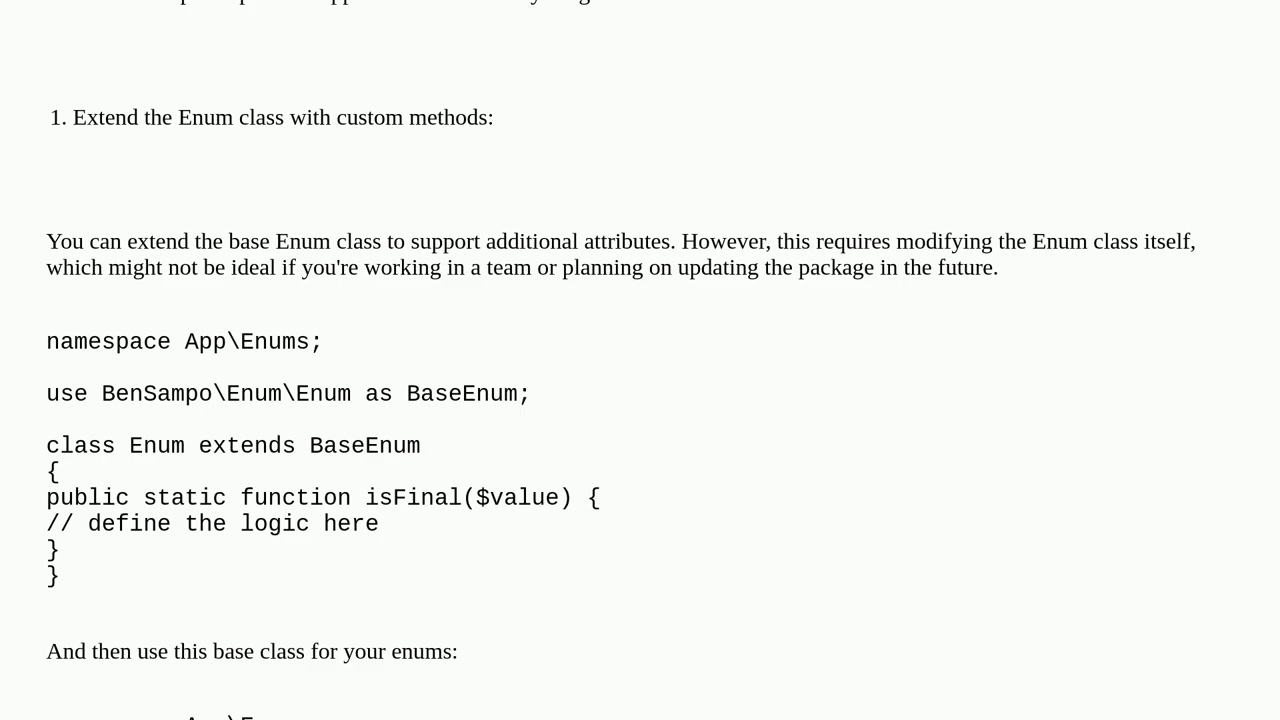 1. Extend the Enum class with custom methods:
You can extend the base Enum class to support additional attributes. However, this requires modifying the Enum class itself,
which might not be ideal if you're working in a team or planning on updating the package in the future.
namespace App\Enums;
use BenSampo\Enum\Enum as BaseEnum;
class Enum extends BaseEnum
{
public static function isFinal($value) {
// define the logic here
}
}
And then use this base class for your enums: